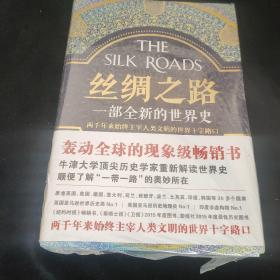 THE
SILK ROADS
丝绸之路
一部全新的世界史
两千年来始终主宰人类文明的世界十字路口
轰动全球的现象级畅销书
牛津大学顶尖历史学家重新解读世界史
顺便了解“一带一路”的奥妙所在
两千年来始终主宰人类文明的世界十字路口